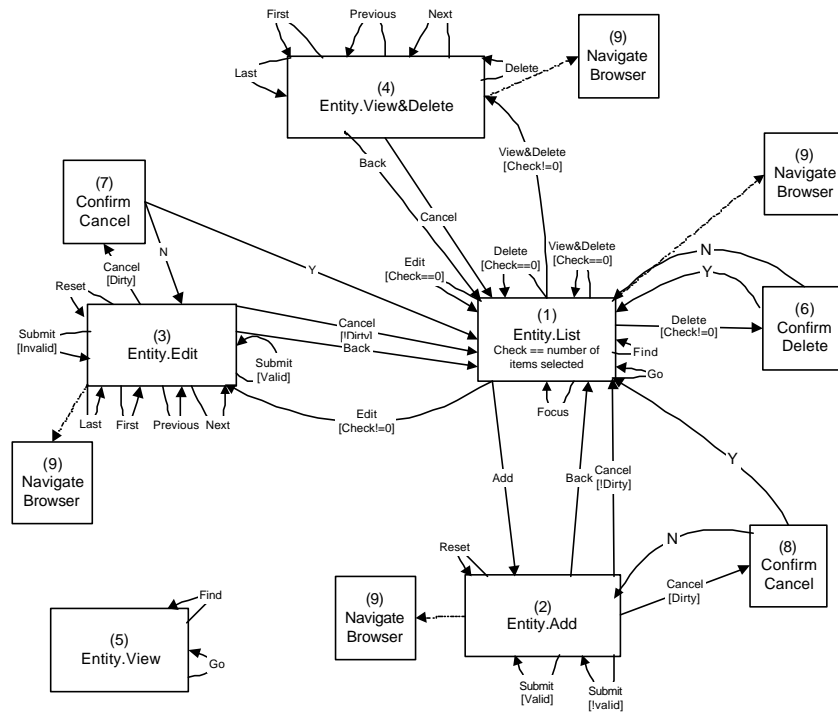 First
Previous
Next
Last
Delete
(4)
Entity.View&Delete
(9)
Navigate
Browser
Back
View&Delete
[Check!=0]
(9)
Navigate
Browser
(7)
Confirm
Cancel
Cancel
N
Y
Edit
[Check==0]
Delete
[Check==0]
View&Delete
[Check==0]
N
Y
Cancel
[Dirty]
Reset
Submit
[Invalid]
(3)
Entity.Edit
Cancel
[!Dirty]
Back
Submit
[Valid]
(1)
Entity.List
Check == number of
items selected
Delete
[Check!=0]
(6)
Confirm
Delete
Find
Go
Focus
Last
First
Previous
Next
Edit
[Check!=0]
(9)
Navigate
Browser
Add
Back
Cancel
[!Dirty]
Y
N
(8)
Confirm
Cancel
Reset
Cancel
[Dirty]
(9)
Navigate
Browser
(2)
Entity.Add
Find
(5)
Entity.View
Go
Submit
[Valid]
Submit
[!valid]